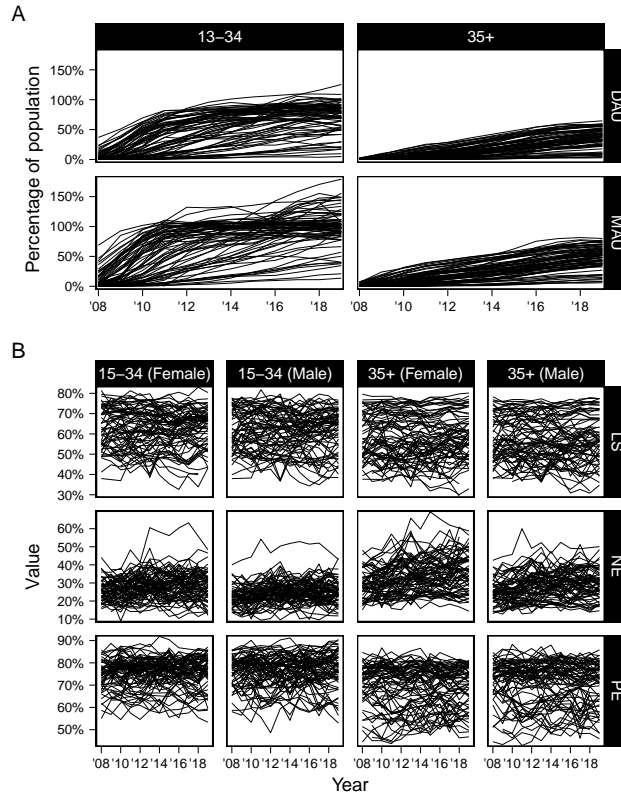 A
13−34 35+
Percentage of population
150%
100%
50%
0%
DAU
150%
100%
50%
0%
MAU
'08 '10 '12 '14 '16 '18 '08 '10 '12 '14 '16 '18
B
15−34 (Female) 15−34 (Male) 35+ (Female) 35+ (Male)
Value
80%
70%
60%
50%
40%
30%
LS
60%
50%
40%
30%
20%
10%
NE
90%
80%
70%
60%
50%
PE
'08 '10 '12 '14 '16 '18 '08 '10 '12 '14 '16 '18 '08 '10 '12 '14 '16 '18 '08 '10 '12 '14 '16 '18
Year